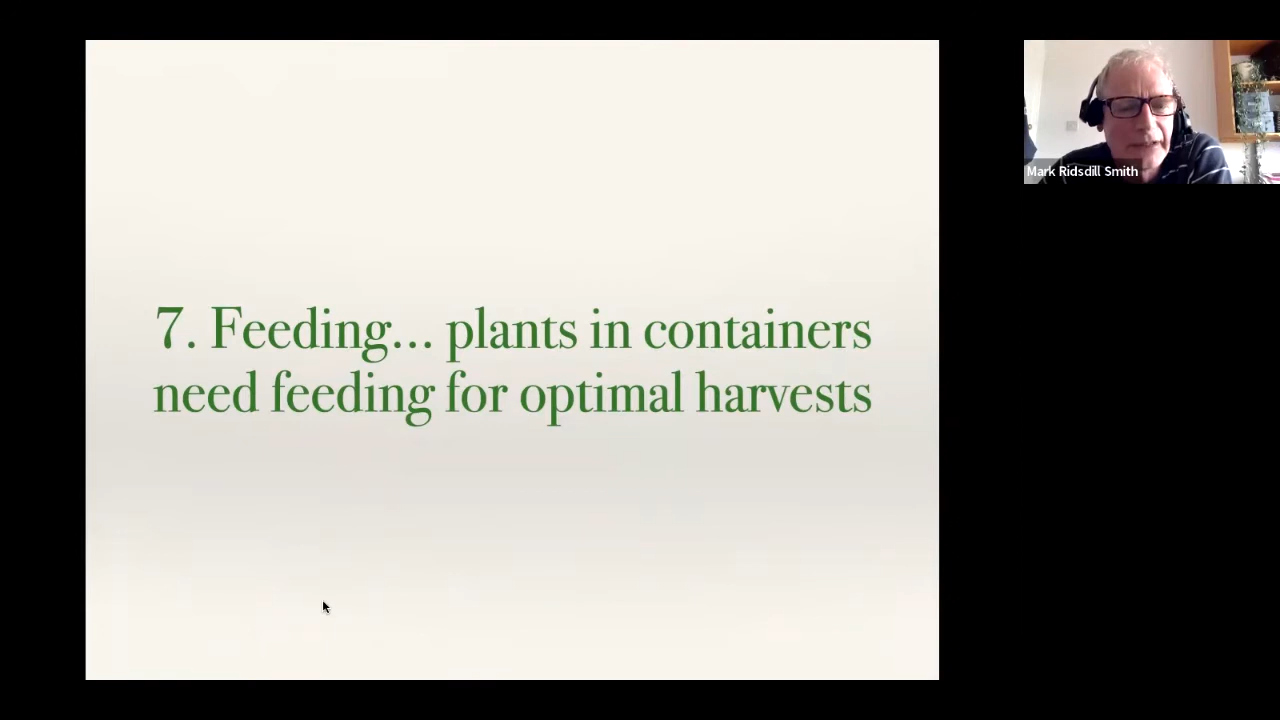 7. Feeding... plants in containers
need feeding for optimal harvests
Mark Ridsdill Smith